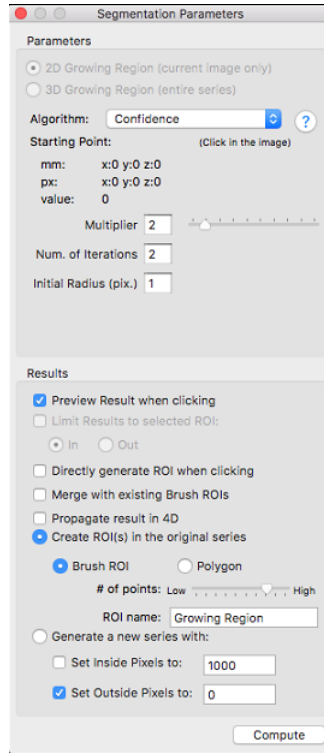 Segmentation Parameters
Parameters
2D Growing Region (current image only)
3D Growing Region (entire series)
Algorithm: Confidence ?
Starting Point: (Click in the image)
mm: x:0 y:0 z:0
px: x:0 y:0 z:0
value: 0
Multiplier 2
Num. of Iterations 2
Initial Radius (pix.) 1
Results
Preview Result when clicking
Limit Results to selected ROI:
In Out
Directly generate ROI when clicking
Merge with existing Brush ROIs
Propagate result in 4D
Create ROI(s) in the original series
Brush ROI Polygon
# of points: Low High
ROI name: Growing Region
Generate a new series with:
Set Inside Pixels to: 1000
Set Outside Pixels to: 0
Compute